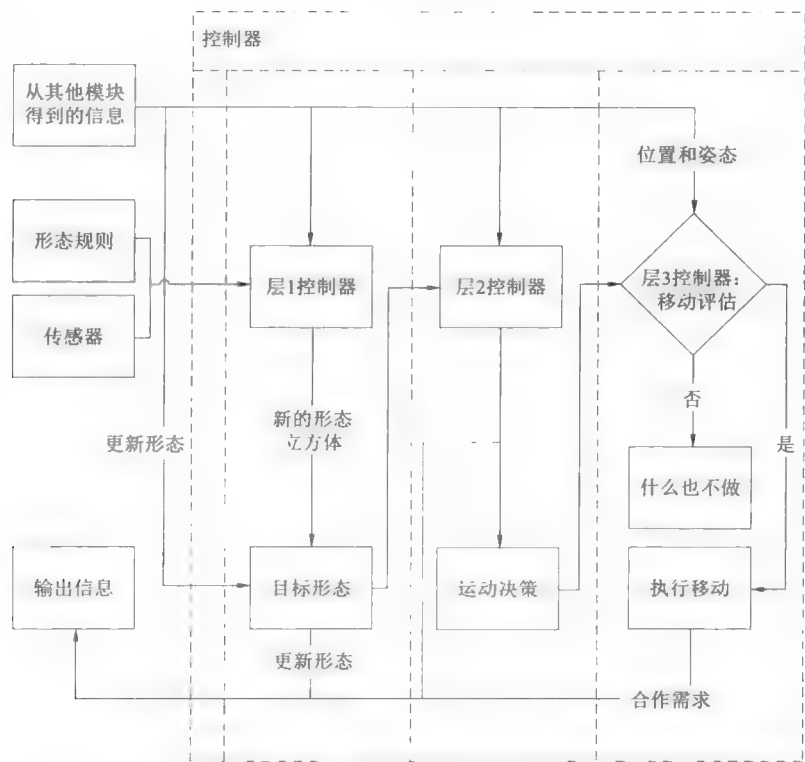 控制器
从其他模块
得到的信息
位置和姿态
形态规则
层1控制器
层2控制器
层3控制器:
移动评估
传感器
否
更新形态
新的形态
立方体
是
什么也不做
输出信息
目标形态
运动决策
执行移动
更新形态
合作需求